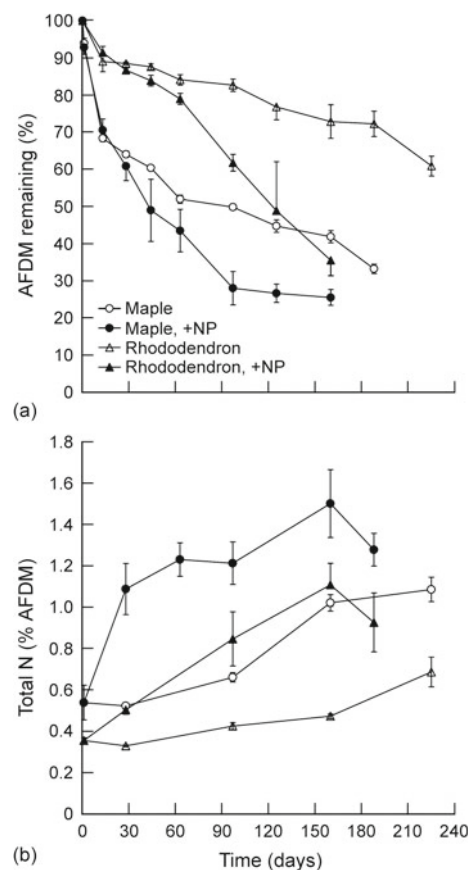 100
90
80
70
60
50
40
30
20
10
0
AFDM remaining (%)
Maple
Maple, +NP
Rhododendron
Rhododendron, +NP
(a)
1.8
1.6
1.4
1.2
1.0
0.8
0.6
0.4
0.2
0
Total N (% AFDM)
0 30 60 90 120 150 180 210 240
Time (days)
(b)